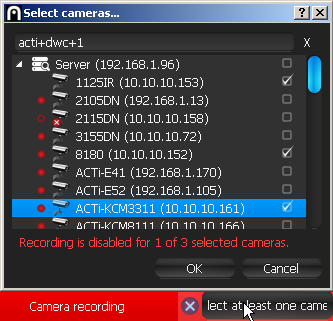 Select cameras...
acti+dwc+1 X
Server (192.168.1.96)
1125IR (10.10.10.153)
2105DN (192.168.1.13)
2115DN (10.10.10.158)
3155DN (10.10.10.72)
8180 (10.10.10.152)
ACTi-E41 (192.168.1.170)
ACTi-E52 (192.168.1.105)
ACTi-KCM3311 (10.10.10.161)
ACTi-KCM8111 (10.10.10.166)
Recording is disabled for 1 of 3 selected cameras.
OK Cancel
Camera recording lect at least one came